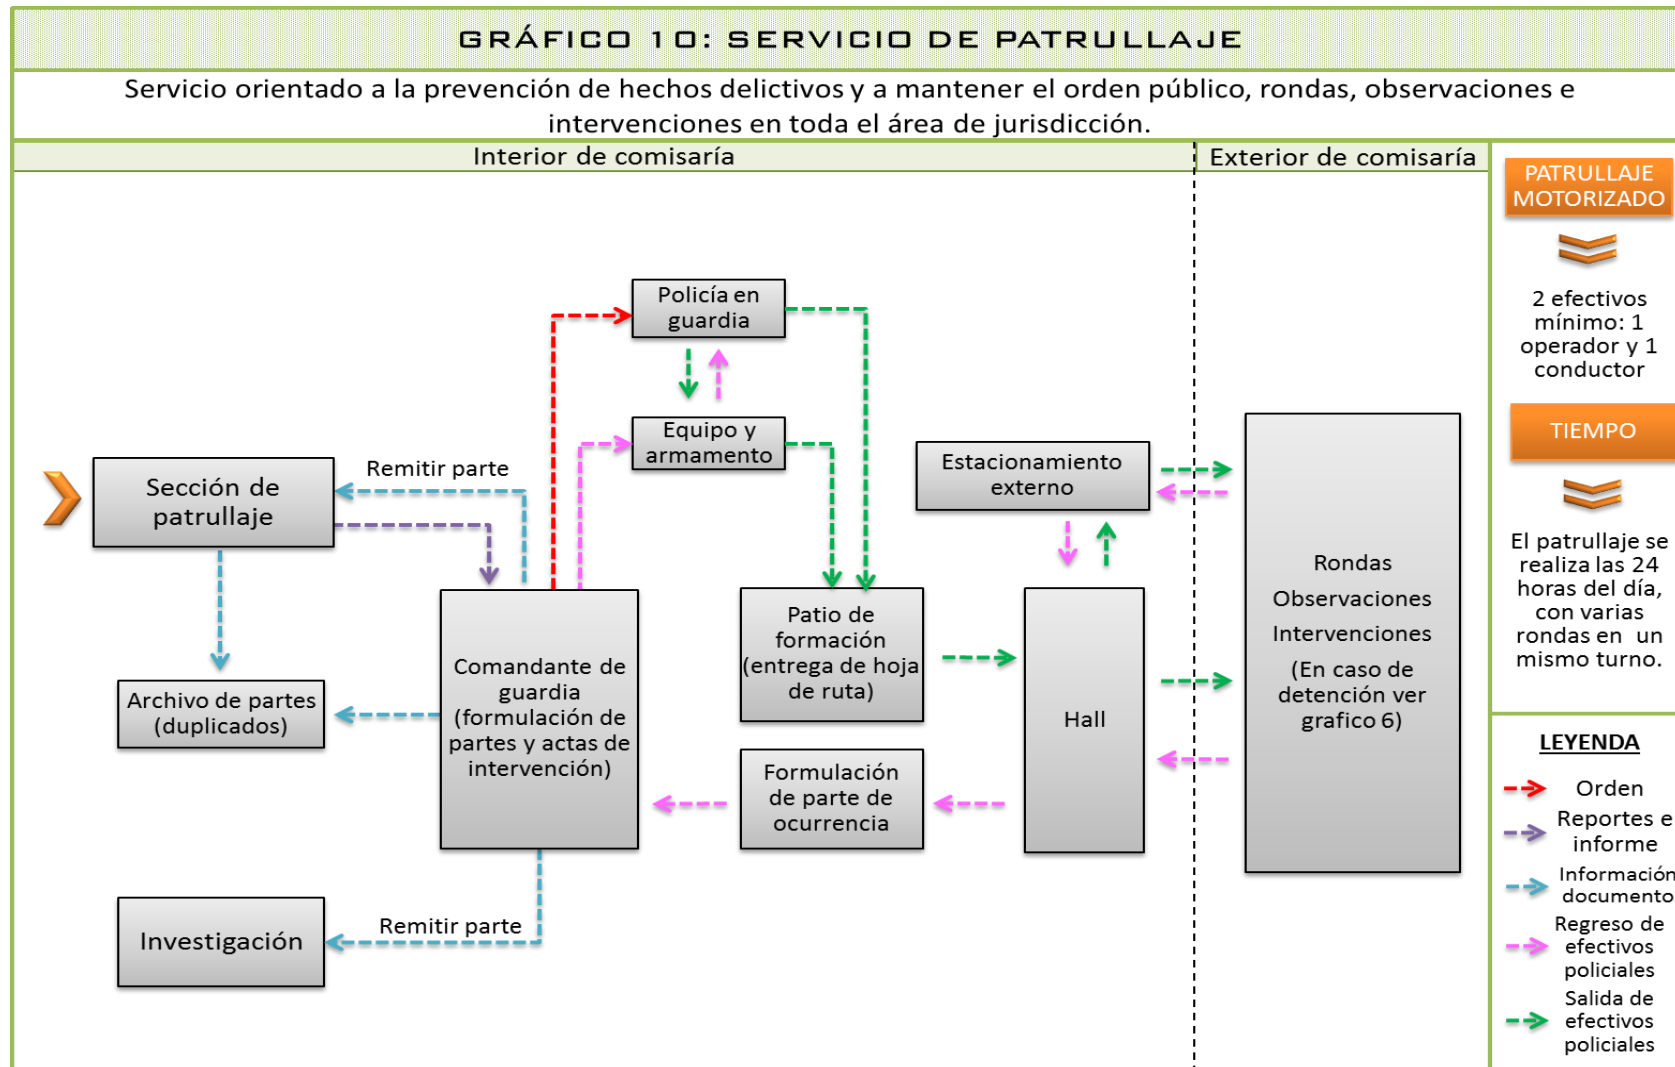 GRÁFICO 10: SERVICIO DE PATRULLAJE
Servicio orientado a la prevención de hechos delictivos y a mantener el orden público, rondas, observaciones e
intervenciones en toda el área de jurisdicción.
Interior de comisaría
Exterior de comisaría
Policía en
guardia
Equipo y
armamento
Remitir parte
Sección de
patrullaje
Estacionamiento
externo
Archivo de partes
(duplicados)
Comandante de
guardia
(formulación de
partes y actas de
intervención)
Patio de
formación
(entrega de hoja
de ruta)
Hall
Rondas
Observaciones
Intervenciones
(En caso de
detención ver
grafico 6)
Formulación
de parte de
ocurrencia
Investigación
Remitir parte
PATRULLAJE
MOTORIZADO
2 efectivos
mínimo: 1
operador y 1
conductor
TIEMPO
El patrullaje se
realiza las 24
horas del día,
con varias
rondas en un
mismo turno.
LEYENDA
Orden
Reportes e
informe
Información
documento
Regreso de
efectivos
policiales
Salida de
efectivos
policiales